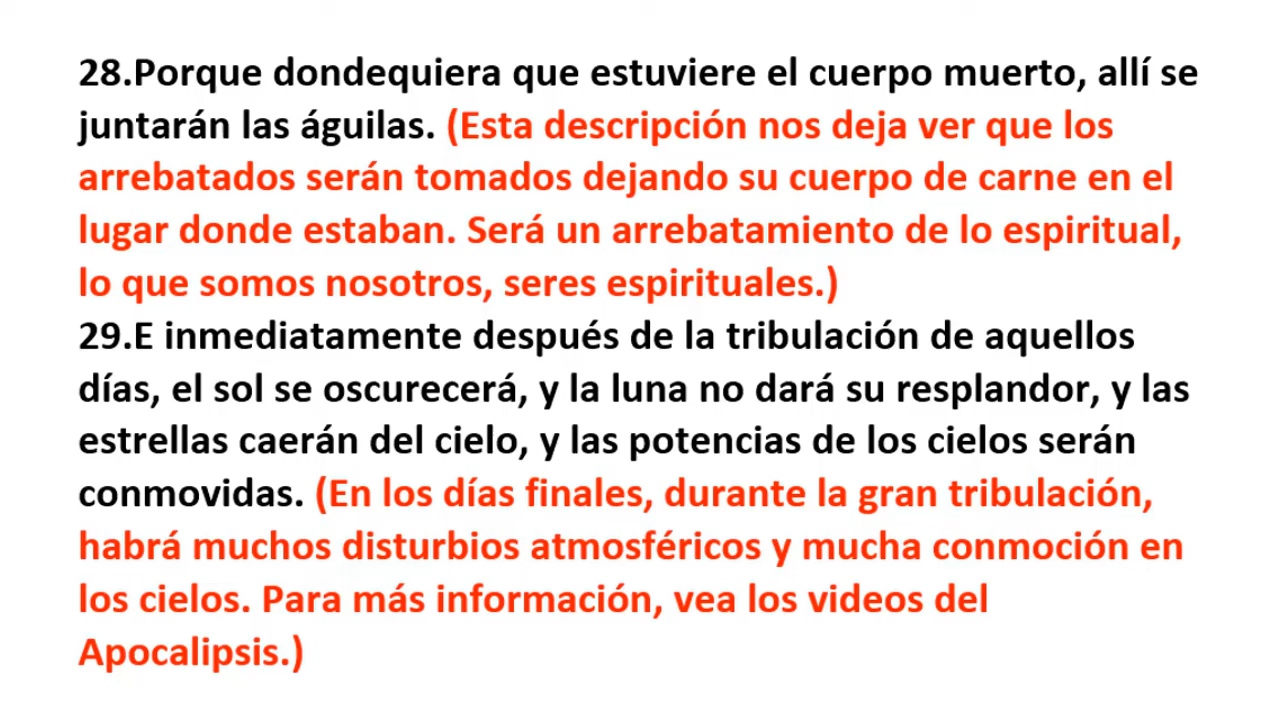 28.Porque dondequiera que estuviere el cuerpo muerto, allí se
juntarán las águilas. (Esta descripción nos deja ver que los
arrebatados serán tomados dejando su cuerpo de carne en el
lugar donde estaban. Será un arrebatamiento de lo espiritual,
lo que somos nosotros, seres espirituales.)
29.E inmediatamente después de la tribulación de aquellos
días, el sol se oscurecerá, y la luna no dará su resplandor, y las
estrellas caerán del cielo, y las potencias de los cielos serán
conmovidas. (En los días finales, durante la gran tribulación,
habrá muchos disturbios atmosféricos y mucha conmoción en
los cielos. Para más información, vea los videos del
Apocalipsis.)